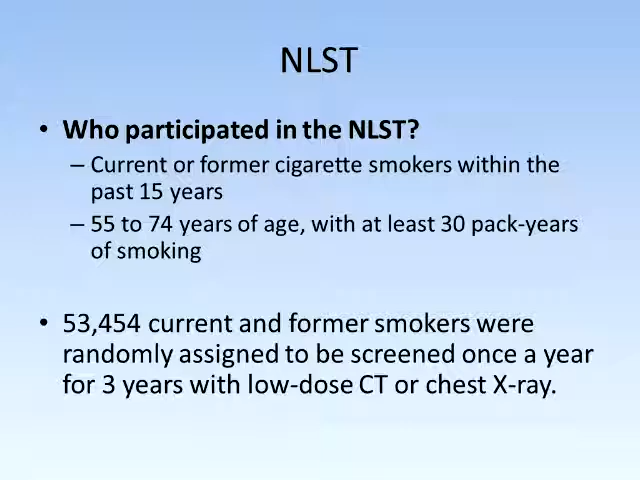 NLST
• Who participated in the NLST?
– Current or former cigarette smokers within the
past 15 years
– 55 to 74 years of age, with at least 30 pack-years
of smoking
• 53,454 current and former smokers were
randomly assigned to be screened once a year
for 3 years with low-dose CT or chest X-ray.